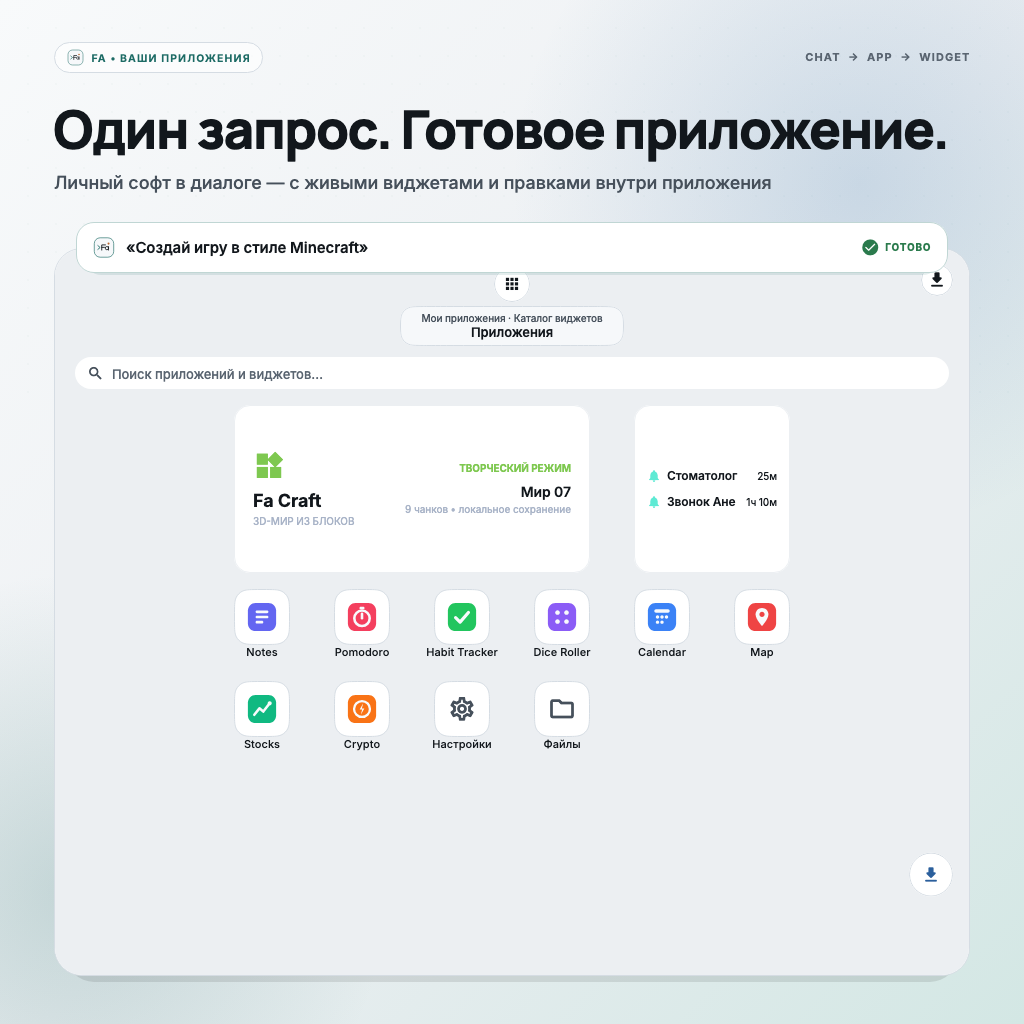 FA • ВАШИ ПРИЛОЖЕНИЯ
CHAT → APP → WIDGET
Один запрос. Готовое приложение.
Личный софт в диалоге — с живыми виджетами и правками внутри приложения
>Fa «Создай игру в стиле Minecraft»
ГОТОВО
Мои приложения · Каталог виджетов
Приложения
Поиск приложений и виджетов...
Fa Craft
3D-МИР ИЗ БЛОКОВ
ТВОРЧЕСКИЙ РЕЖИМ
Мир 07
9 чанков • локальное сохранение
Стоматолог 25м
Звонок Ане 1ч 10м
Notes
Pomodoro
Habit Tracker
Dice Roller
Calendar
Map
Stocks
Crypto
Настройки
Файлы